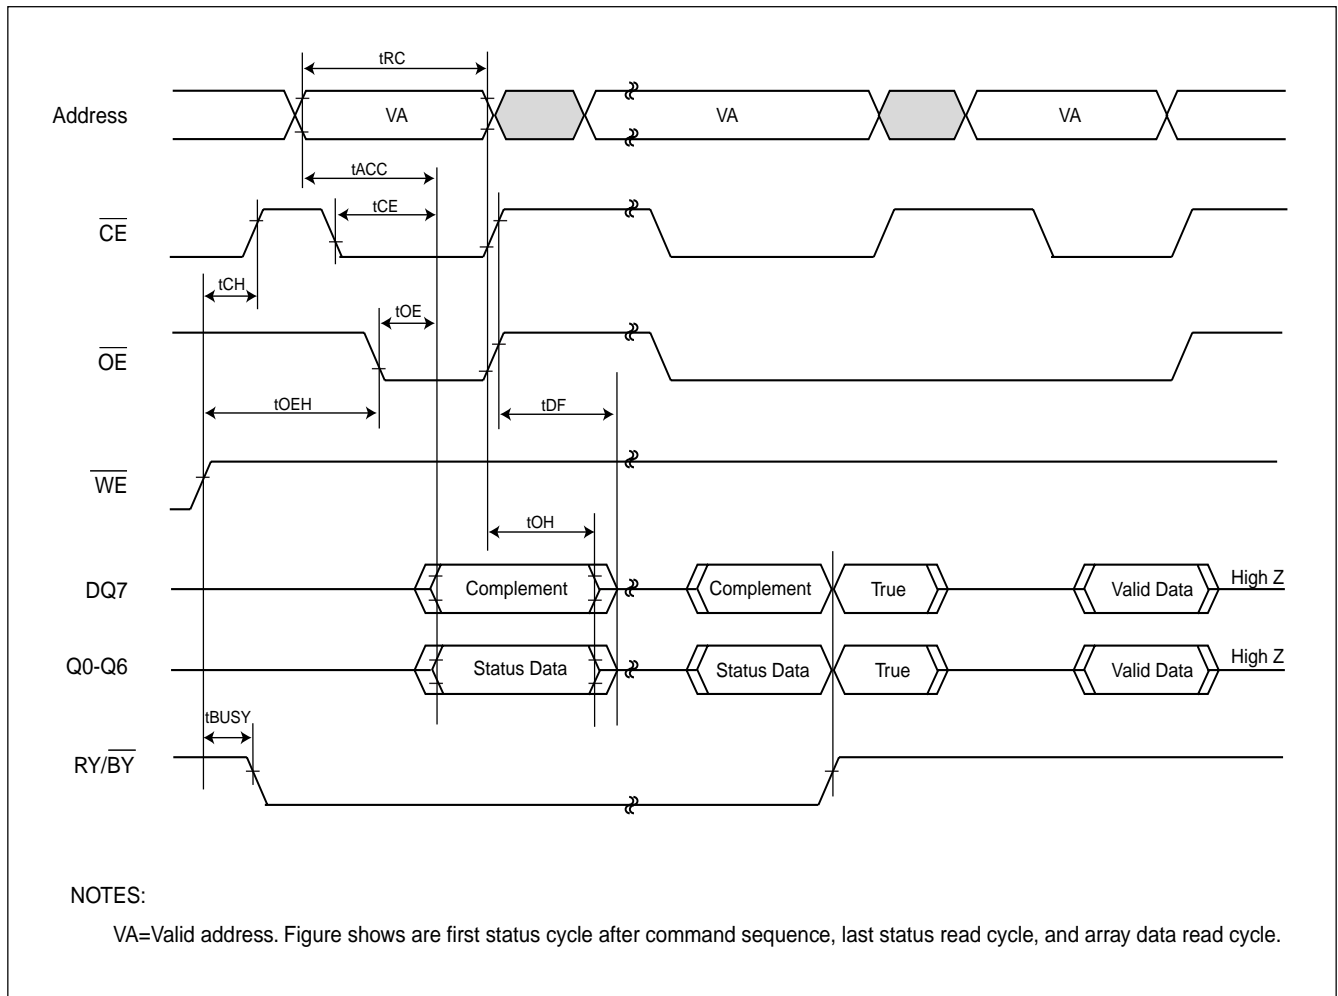 tRC
Address
VA
VA
VA
tACC
tCE
CE
tCH
tOE
OE
tOEH
tDF
WE
tOH
DQ7
Complement
Complement
True
Valid Data
High Z
Q0-Q6
Status Data
Status Data
True
Valid Data
High Z
tBUSY
RY/BY
NOTES:
VA=Valid address. Figure shows are first status cycle after command sequence, last status read cycle, and array data read cycle.